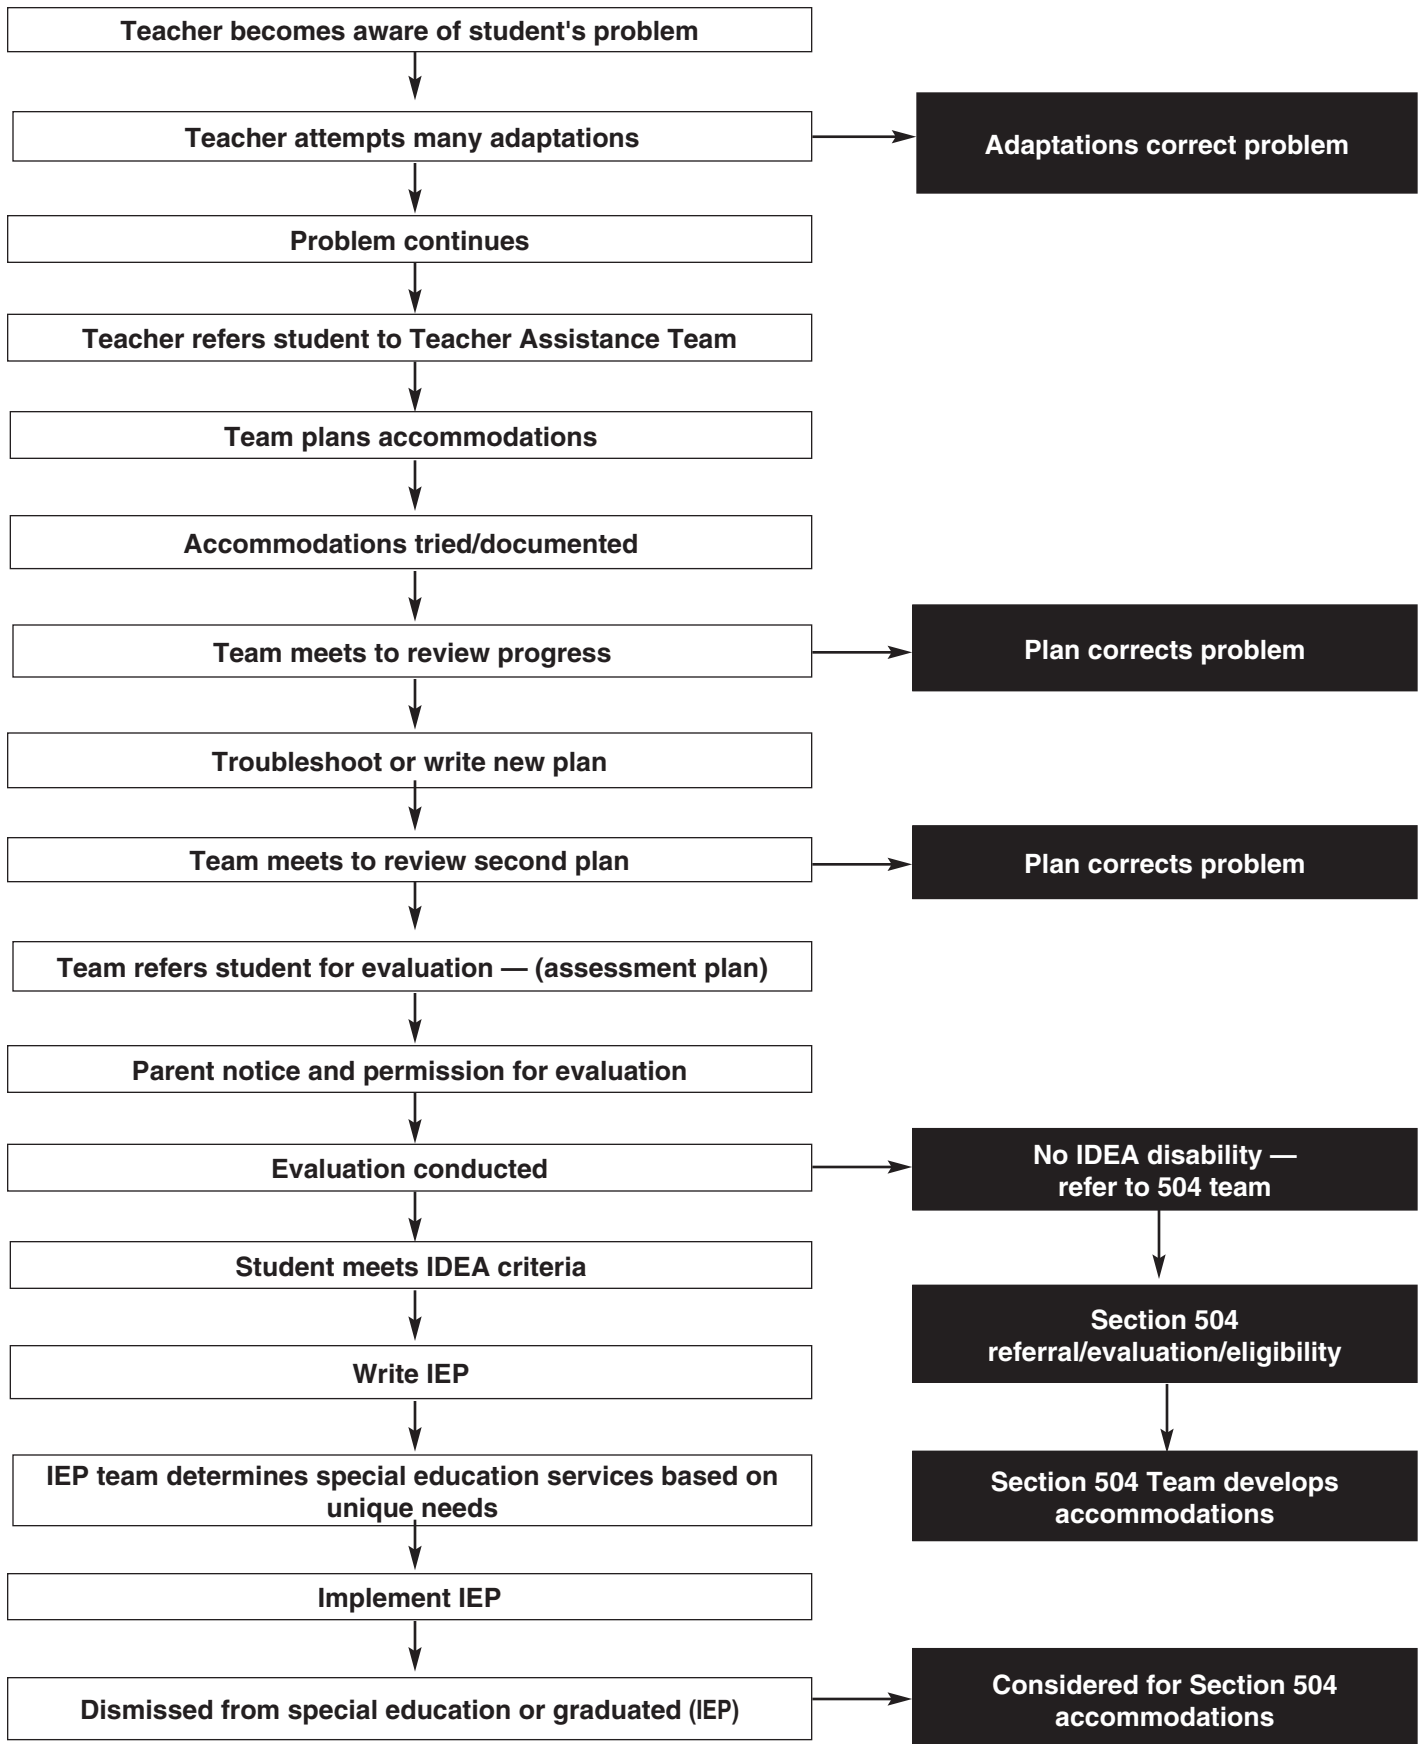 Teacher becomes aware of student's problem
Teacher attempts many adaptations
Adaptations correct problem
Problem continues
Teacher refers student to Teacher Assistance Team
Team plans accommodations
Accommodations tried/documented
Team meets to review progress
Plan corrects problem
Troubleshoot or write new plan
Team meets to review second plan
Plan corrects problem
Team refers student for evaluation — (assessment plan)
Parent notice and permission for evaluation
Evaluation conducted
No IDEA disability —
refer to 504 team
Student meets IDEA criteria
Section 504
referral/evaluation/eligibility
Write IEP
IEP team determines special education services based on
unique needs
Section 504 Team develops
accommodations
Implement IEP
Dismissed from special education or graduated (IEP)
Considered for Section 504
accommodations